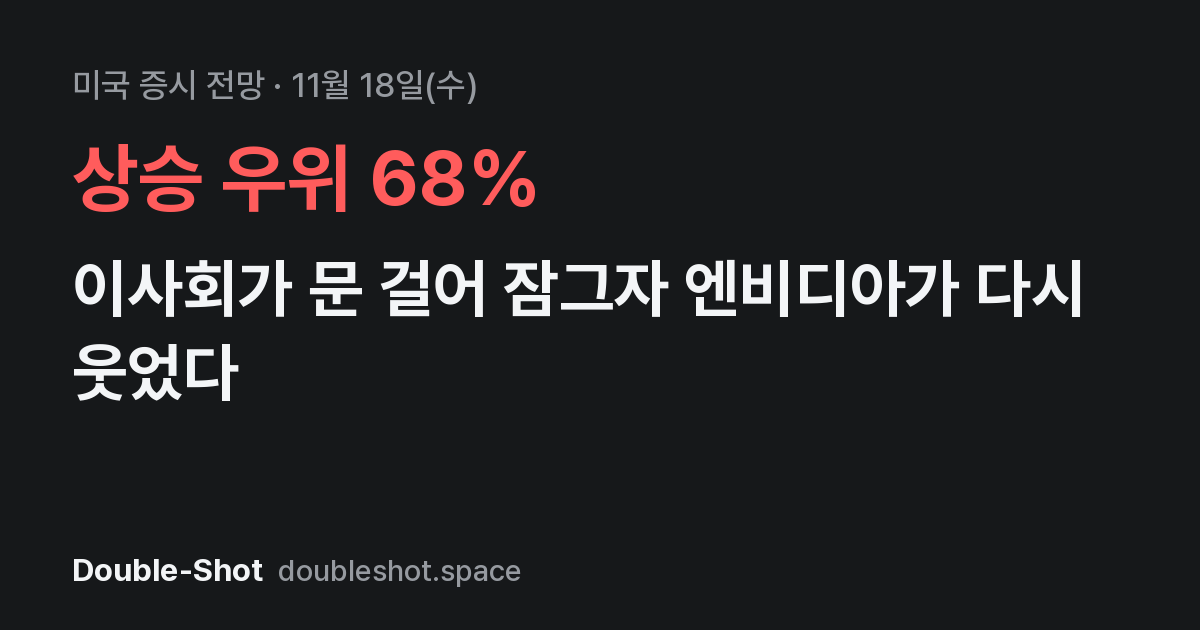 미국 증시 전망 · 11월 18일(수)
상승 우위 68%
이사회가 문 걸어 잠그자 엔비디아가 다시
웃었다
Double-Shot doubleshot.space